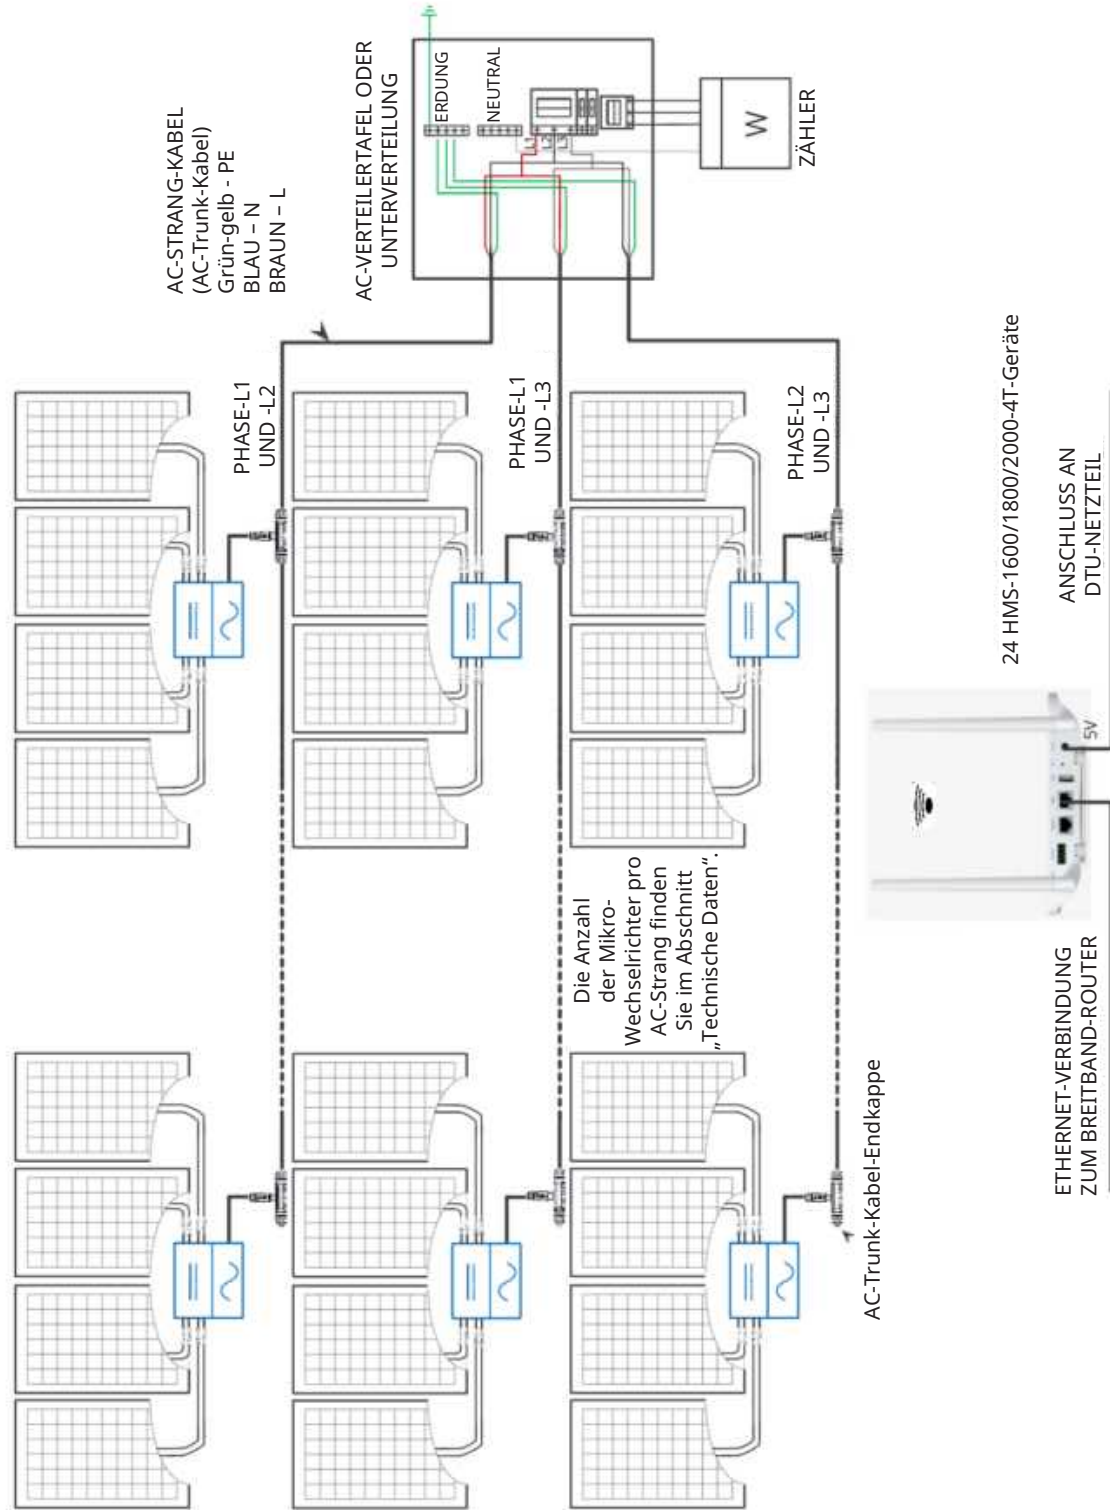 AC-STRANG-KABEL
(AC-Trunk-Kabel)
Grün-gelb - PE
BLAU – N
BRAUN – L
AC-VERTEILERTAFEL ODER
UNTERVERTEILUNG
ERDUNG
NEUTRAL
L1
L2
L3
W
ZÄHLER
PHASE-L1
UND -L2
PHASE-L1
UND -L3
PHASE-L2
UND -L3
Die Anzahl
der Mikro-
Wechselrichter pro
AC-Strang finden
Sie im Abschnitt
„Technische Daten“.
AC-Trunk-Kabel-Endkappe
24 HMS-1600/1800/2000-4T-Geräte
ANSCHLUSS AN
DTU-NETZTEIL
5V
ETHERNET-VERBINDUNG
ZUM BREITBAND-ROUTER